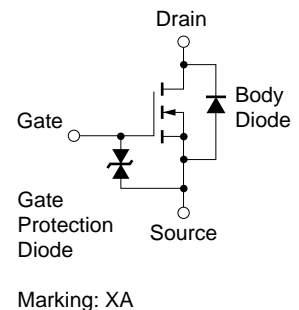 Drain
Body
Diode
Gate
Gate
Protection
Diode
Source
Marking: XA